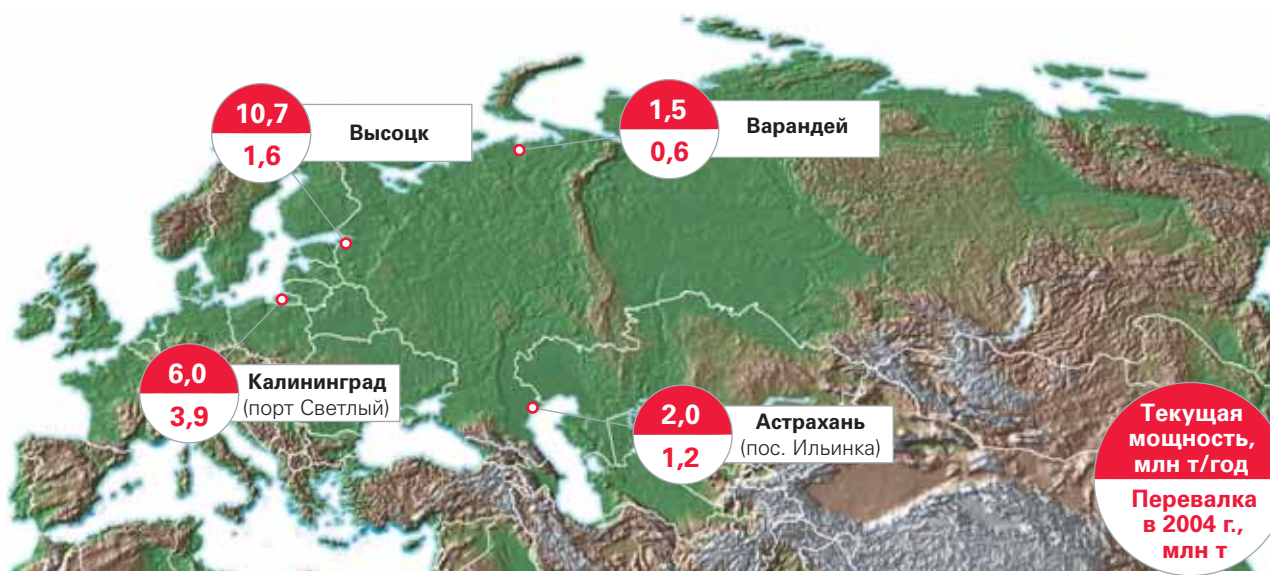 10,7
1,6
Высоцк
1,5
0,6
Варандей
6,0
3,9
Калининград
(порт Светлый)
2,0
1,2
Астрахань
(пос. Ильинка)
Текущая
мощность,
млн т/год
Перевалка
в 2004 г.,
млн т